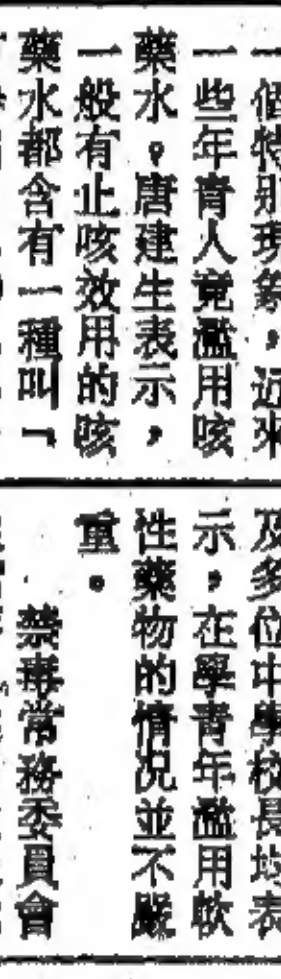 一個特別現象，近來
一些年青人竟濫用咳
藥水。唐建生表示，
一般有止咳效用的咳
藥水都含有一種叫「
及多位中學校長均表
示，在學青年濫用軟
性藥物的情況並不嚴
重。
禁毒常務委員會